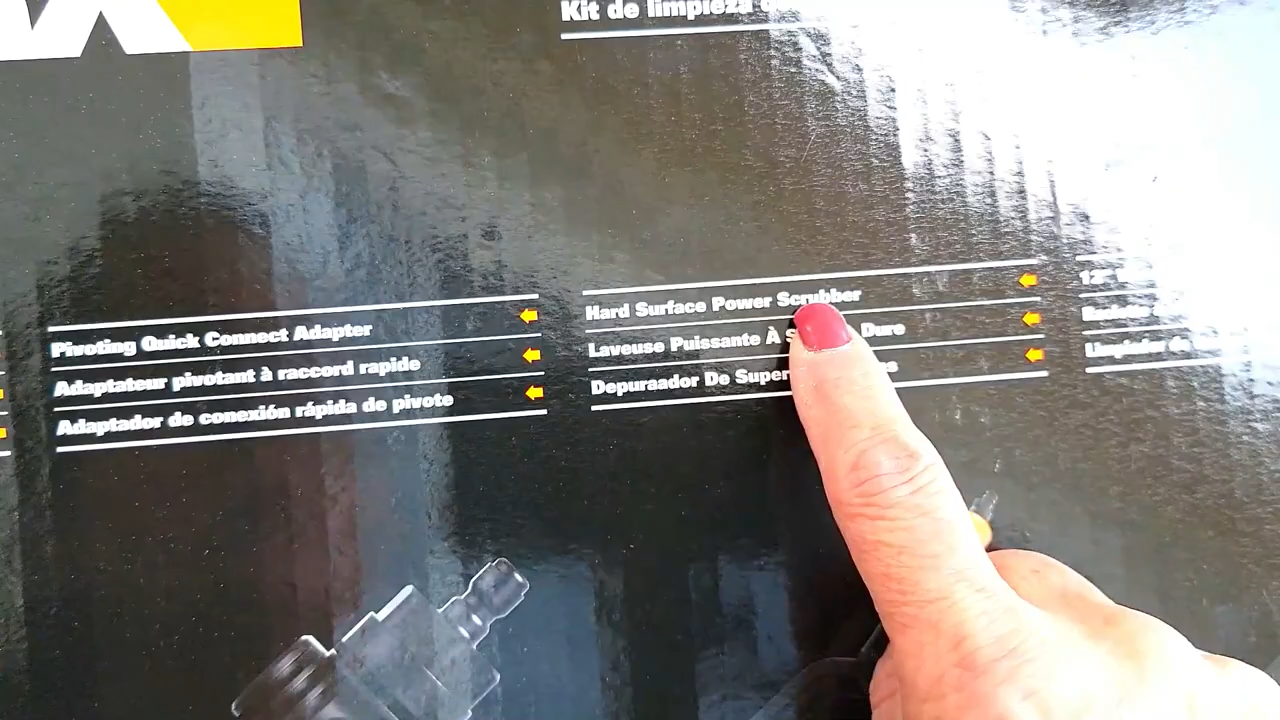 Kit de limpieza
Pivoting Quick Connect Adapter
Adaptateur pivotant à raccord rapide
Adaptador de conexión rápida de pivote
Hard Surface Power Scrubber
Laveuse Puissante À Dure
Depuraador De